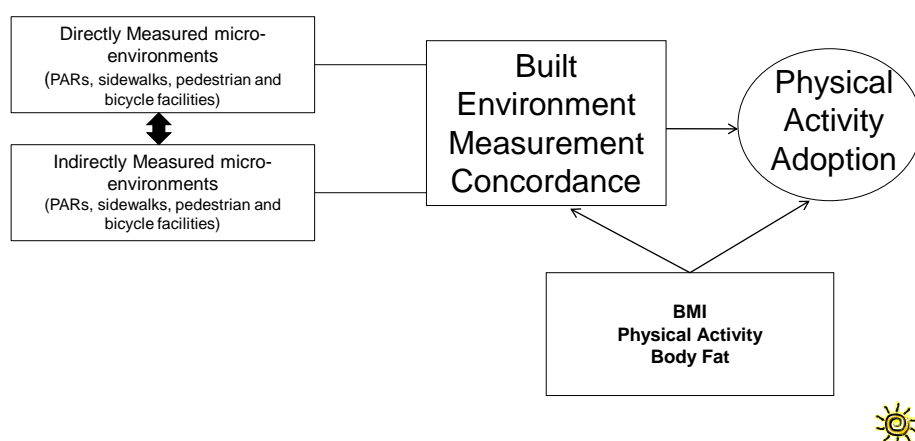 Directly Measured micro-
environments
(PARs, sidewalks, pedestrian and
bicycle facilities)
Indirectly Measured micro-
environments
(PARs, sidewalks, pedestrian and
bicycle facilities)
Built
Environment
Measurement
Concordance
Physical
Activity
Adoption
BMI
Physical Activity
Body Fat